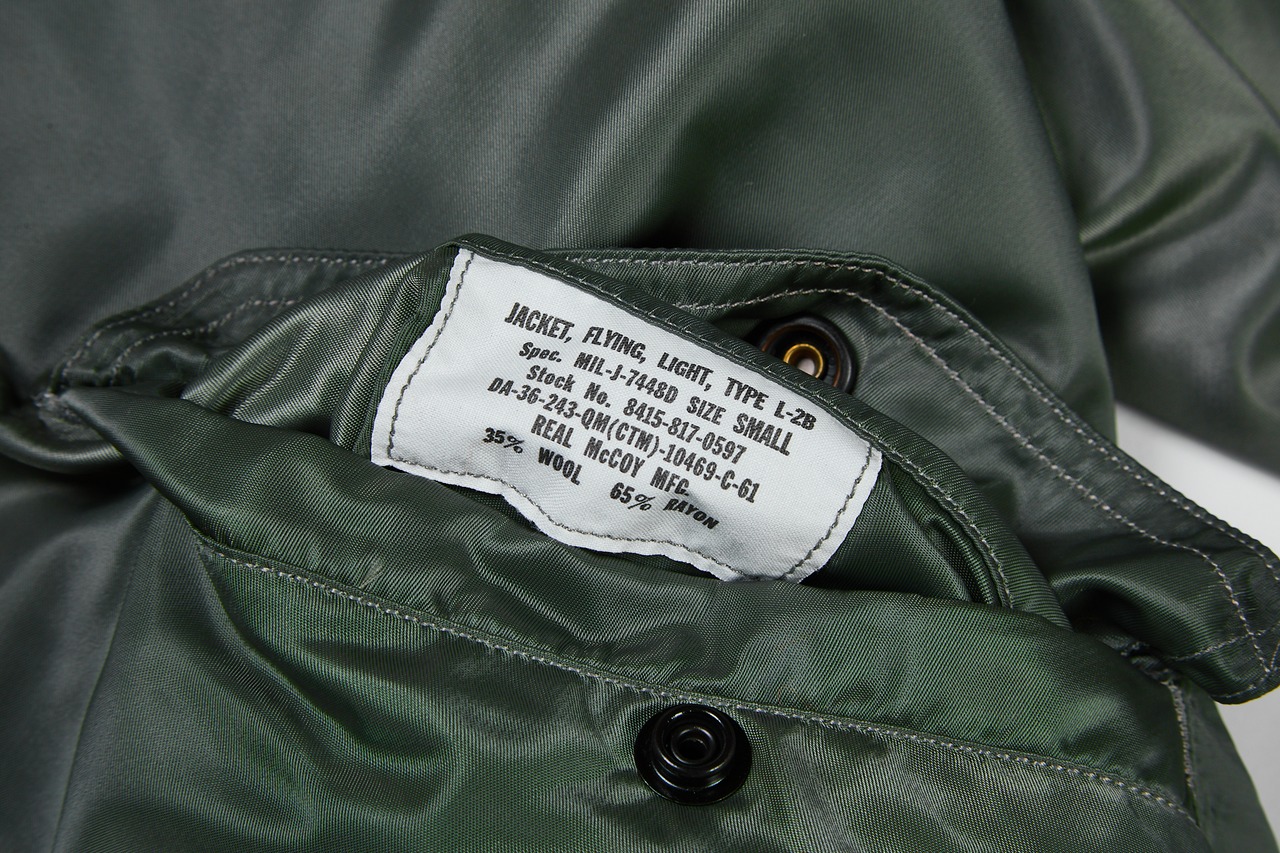 JACKET, FLYING, LIGHT, TYPE L-2B
Spec. MIL-J-7448D SIZE SMALL
Stock No. 8415-817-0597
DA-36-243-QM(CTM)-10469-C-61
REAL McCOY MFG.
35% WOOL 65% RAYON